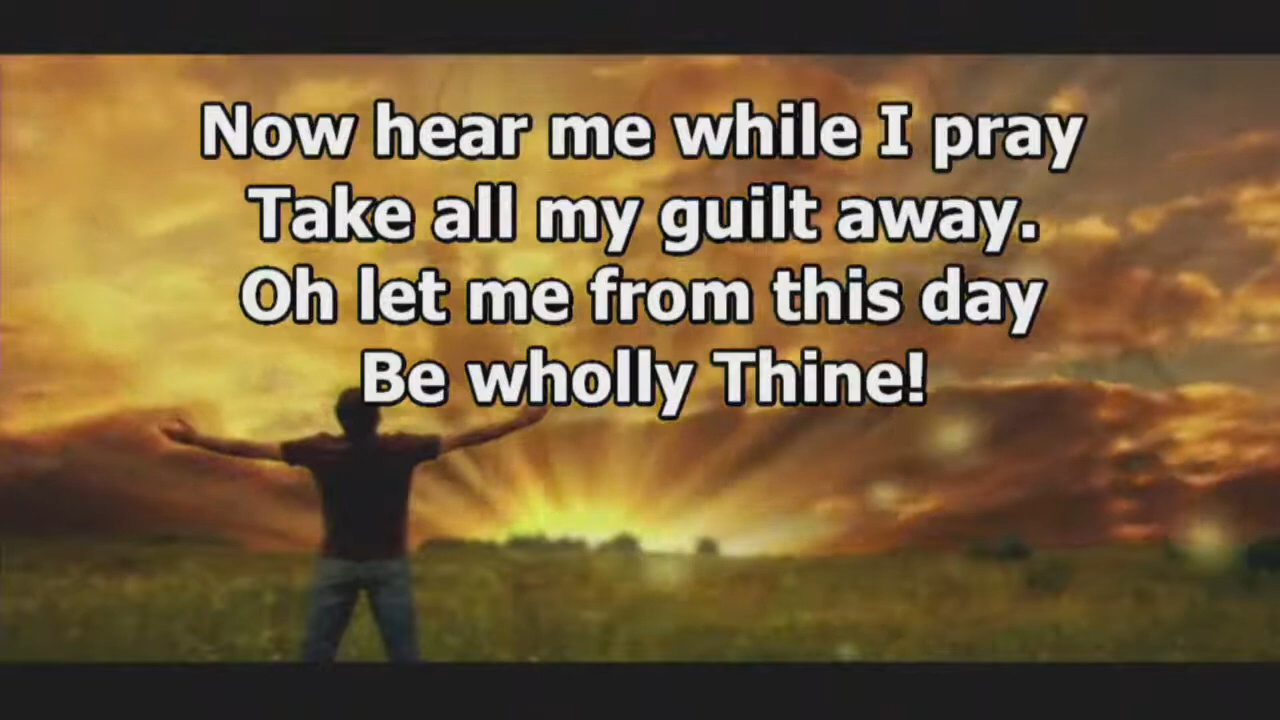 Now hear me while I pray
Take all my guilt away.
Oh let me from this day
Be wholly Thine!